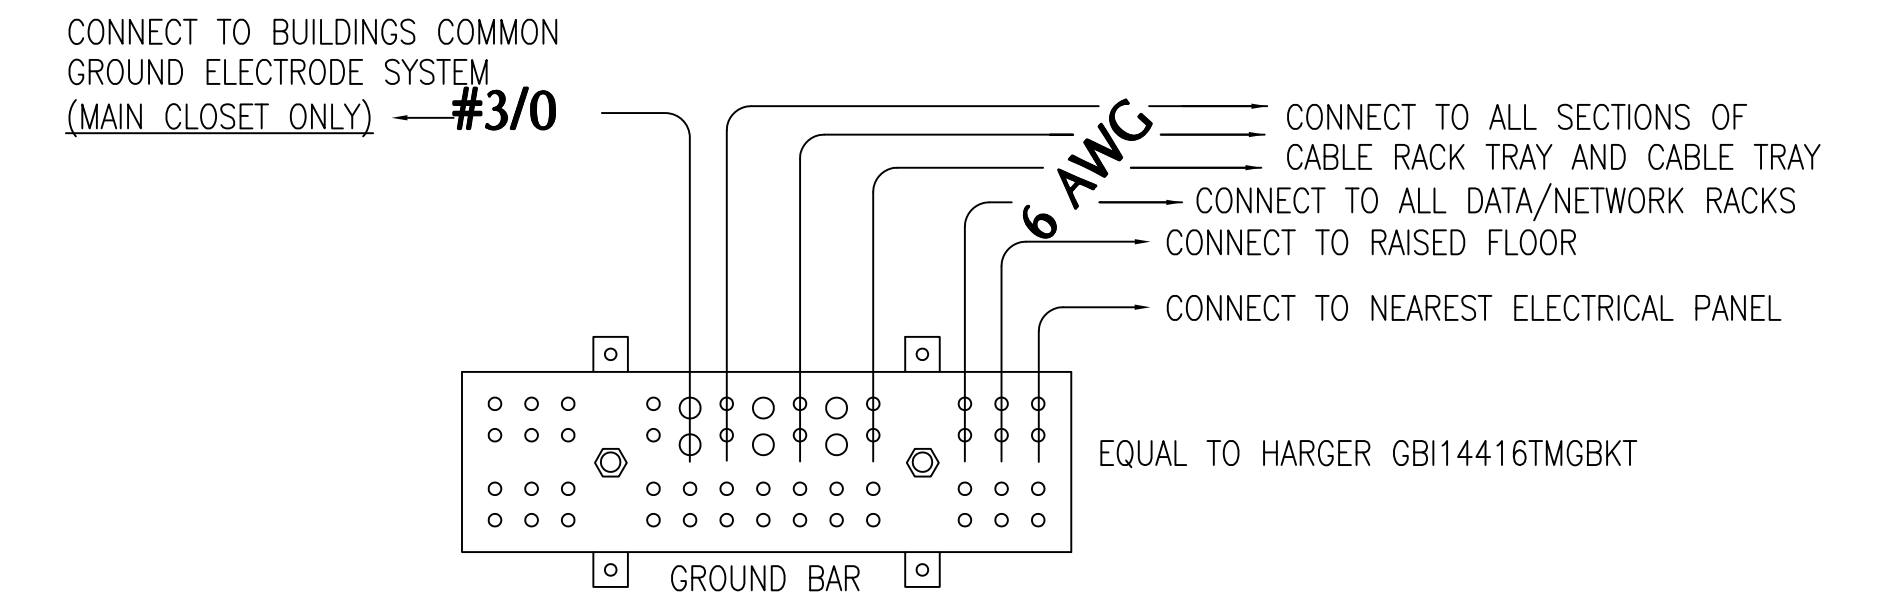 CONNECT TO BUILDINGS COMMON
GROUND ELECTRODE SYSTEM
(MAIN CLOSET ONLY)
#3/0
6 AWG
CONNECT TO ALL SECTIONS OF
CABLE RACK TRAY AND CABLE TRAY
CONNECT TO ALL DATA/NETWORK RACKS
CONNECT TO RAISED FLOOR
CONNECT TO NEAREST ELECTRICAL PANEL
EQUAL TO HARGER GBI14416TMGBKT
GROUND BAR